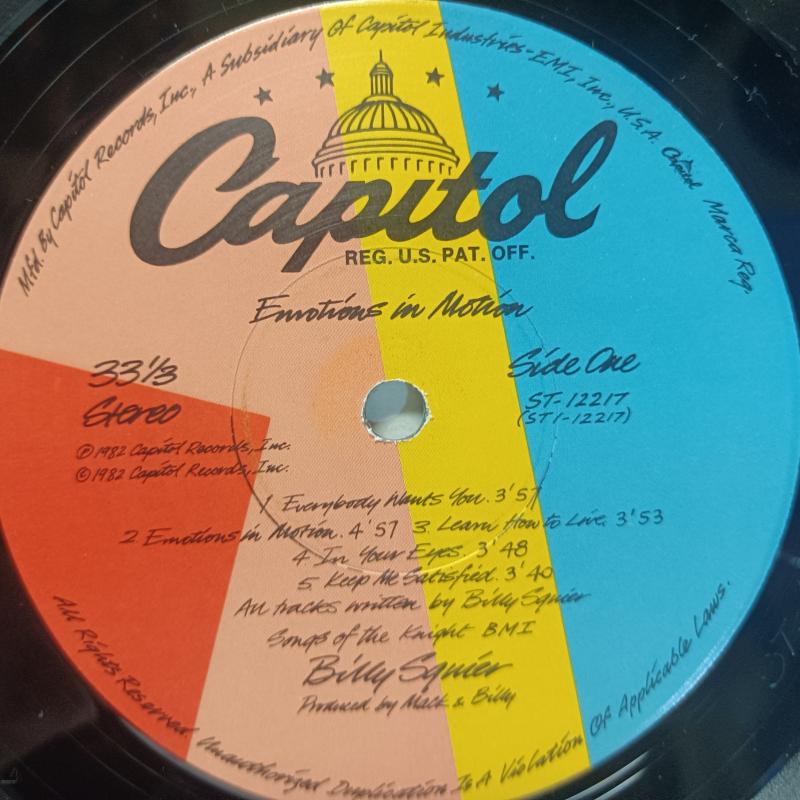 Mfd. By Capitol Records, Inc., A Subsidiary Of Capitol Industries-EMI, Inc., U.S.A. Capitol Marca Reg.
Capitol
REG. U.S. PAT. OFF.
Emotions in Motion
33 1/3
Stereo
℗ 1982 Capitol Records, Inc.
© 1982 Capitol Records, Inc.
Side One
ST-12217
(ST1-12217)
1 Everybody Wants You. 3'57
2 Emotions in Motion. 4'57 3. Learn How to Live. 3'53
4. In Your Eyes. 3'48
5. Keep Me Satisfied. 3'40
All tracks written by Billy Squier
Songs of the Knight BMI
Billy Squier
Produced by Mack & Billy
All Rights Reserved. Unauthorized Duplication Is A Violation Of Applicable Laws.